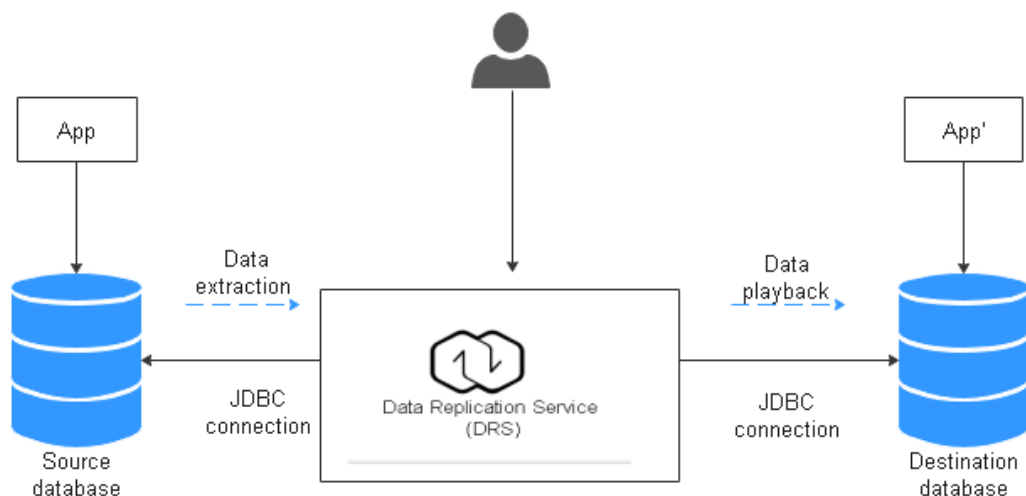 App
App'
Data
extraction
Data
playback
Data Replication Service
(DRS)
JDBC
connection
JDBC
connection
Source
database
Destination
database